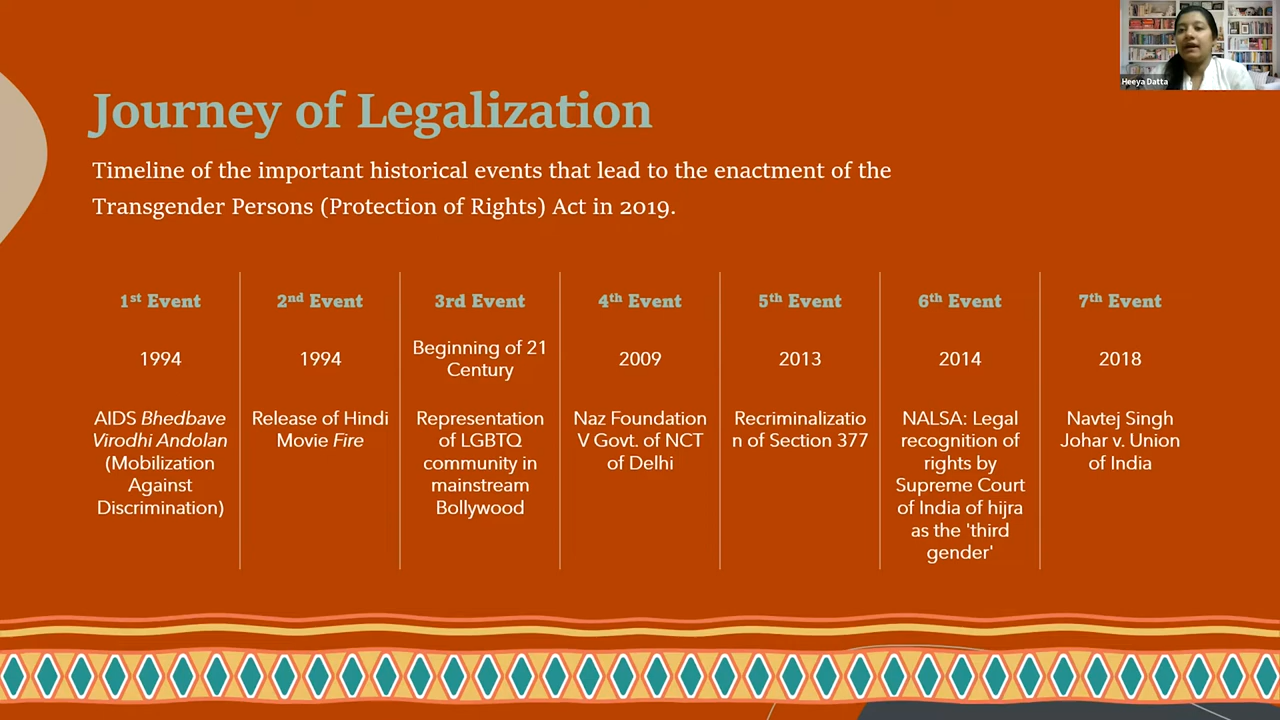 Heeya Datta
Journey of Legalization
Timeline of the important historical events that lead to the enactment of the
Transgender Persons (Protection of Rights) Act in 2019.
1st Event
1994
AIDS Bhedbave
Virodhi Andolan
(Mobilization
Against
Discrimination)
2nd Event
1994
Release of Hindi
Movie Fire
3rd Event
Beginning of 21
Century
Representation
of LGBTQ
community in
mainstream
Bollywood
4th Event
2009
Naz Foundation
V Govt. of NCT
of Delhi
5th Event
2013
Recriminalizatio
n of Section 377
6th Event
2014
NALSA: Legal
recognition of
rights by
Supreme Court
of India of hijra
as the 'third
gender'
7th Event
2018
Navtej Singh
Johar v. Union
of India